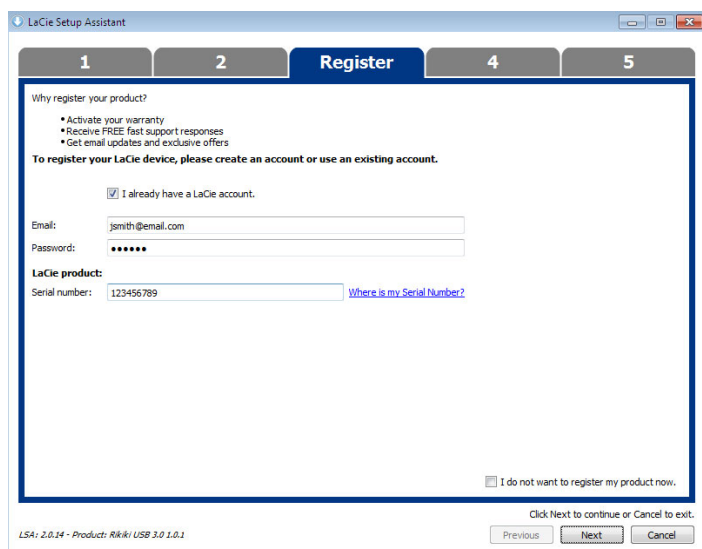 LaCie Setup Assistant
1 2 Register 4 5
Why register your product?
• Activate your warranty
• Receive FREE fast support responses
• Get email updates and exclusive offers
To register your LaCie device, please create an account or use an existing account.
I already have a LaCie account.
Email: jsmith@email.com
Password: ●●●●●●
LaCie product:
Serial number: 123456789 Where is my Serial Number?
I do not want to register my product now.
Click Next to continue or Cancel to exit.
LSA: 2.0.14 - Product: Rikiki USB 3.0 1.0.1 Previous Next Cancel